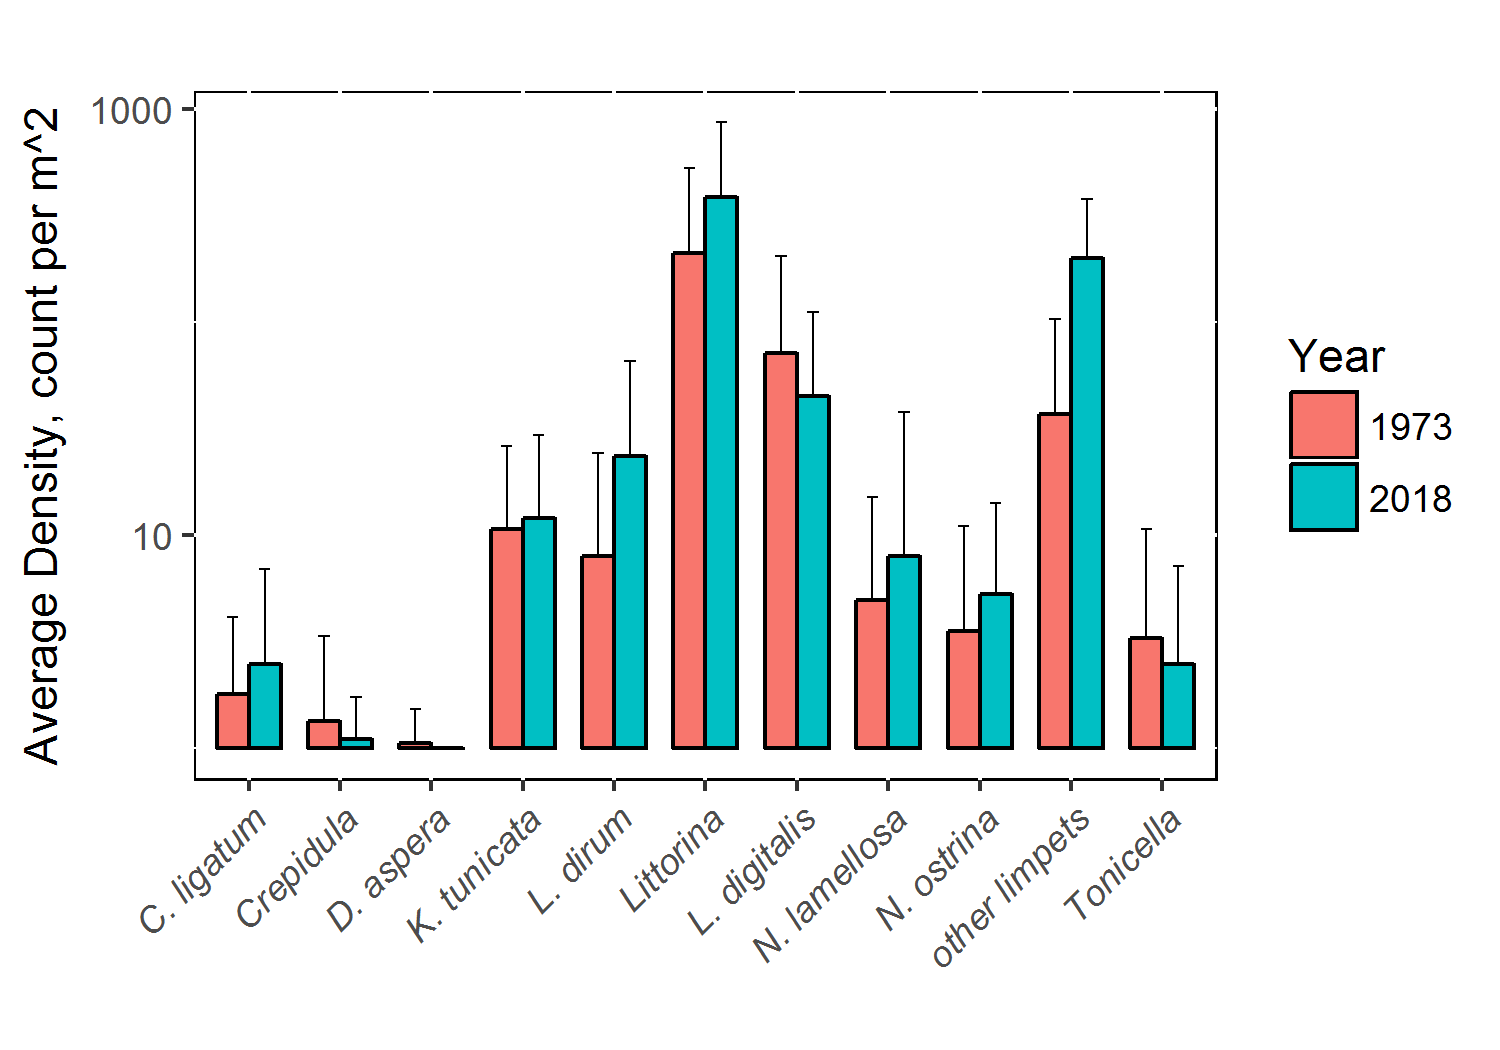 Average Density, count per m^2
1000
10
C. ligatum
Crepidula
D. aspera
K. tunicata
L. dirum
Littorina
L. digitalis
N. lamellosa
N. ostrina
other limpets
Tonicella
Year
1973
2018